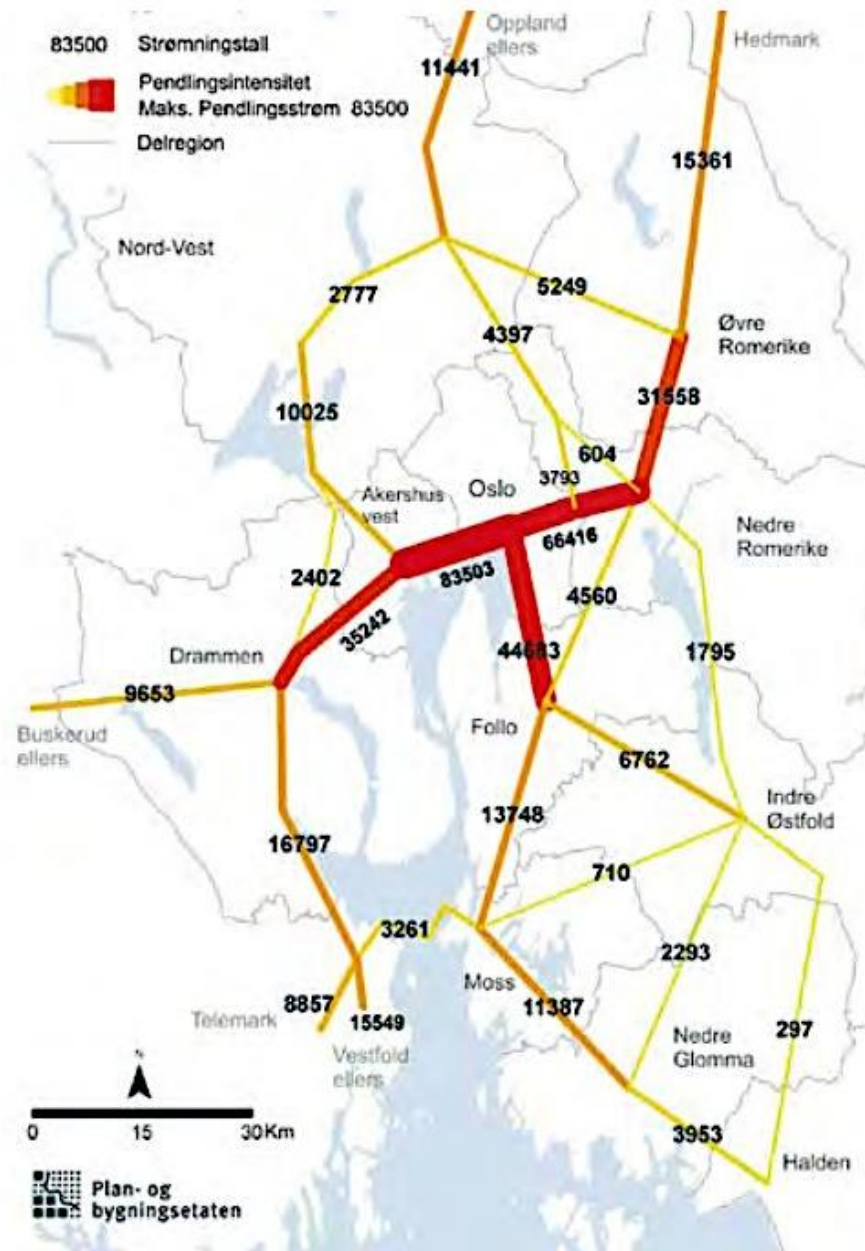 83500 Strømningstall
Pendlingsintensitet
Maks. Pendlingsstrøm 83500
Delregion
Oppland
ellers
Hedmark
11441
15361
Nord-Vest
2777
5249
4397
Øvre
Romerike
31558
10025
604
3793
Akershus
vest
Oslo
66416
Nedre
Romerike
83503
2402
4560
35242
44683
1795
Drammen
9653
Buskerud
ellers
Follo
6762
Indre
Østfold
13748
16797
710
3261
2293
Moss
11387
8857
15549
Telemark
Vestfold
ellers
Nedre
Glomma
297
3953
Halden
N
0 15 30Km
Plan- og
bygningsetaten